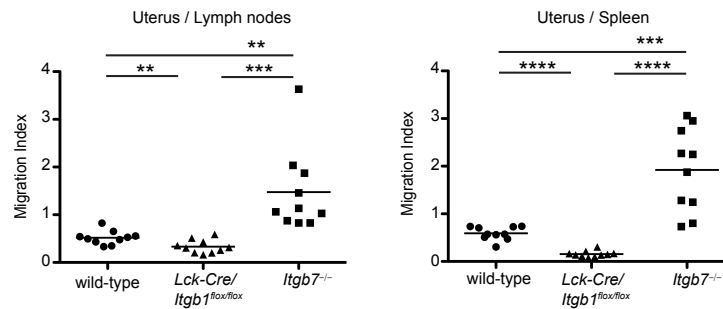 Uterus / Lymph nodes
**
** ***
4
3
2
1
0
Migration Index
wild-type
Lck-Cre/
Itgb1flox/flox
Itgb7–/–
Uterus / Spleen
***
**** ****
4
3
2
1
0
Migration Index
wild-type
Lck-Cre/
Itgb1flox/flox
Itgb7–/–